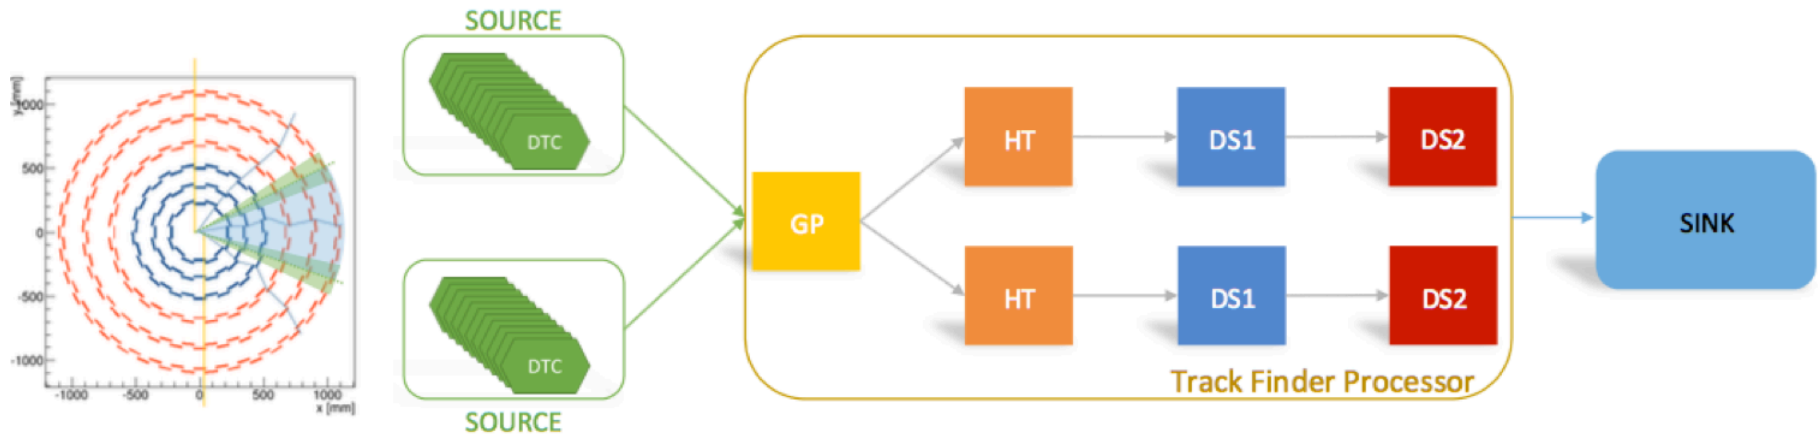 y [mm]
1000
500
0
-500
-1000
-1000
-500
0
500
1000
x [mm]
SOURCE
DTC
DTC
SOURCE
GP
HT
DS1
DS2
HT
DS1
DS2
Track Finder Processor
SINK